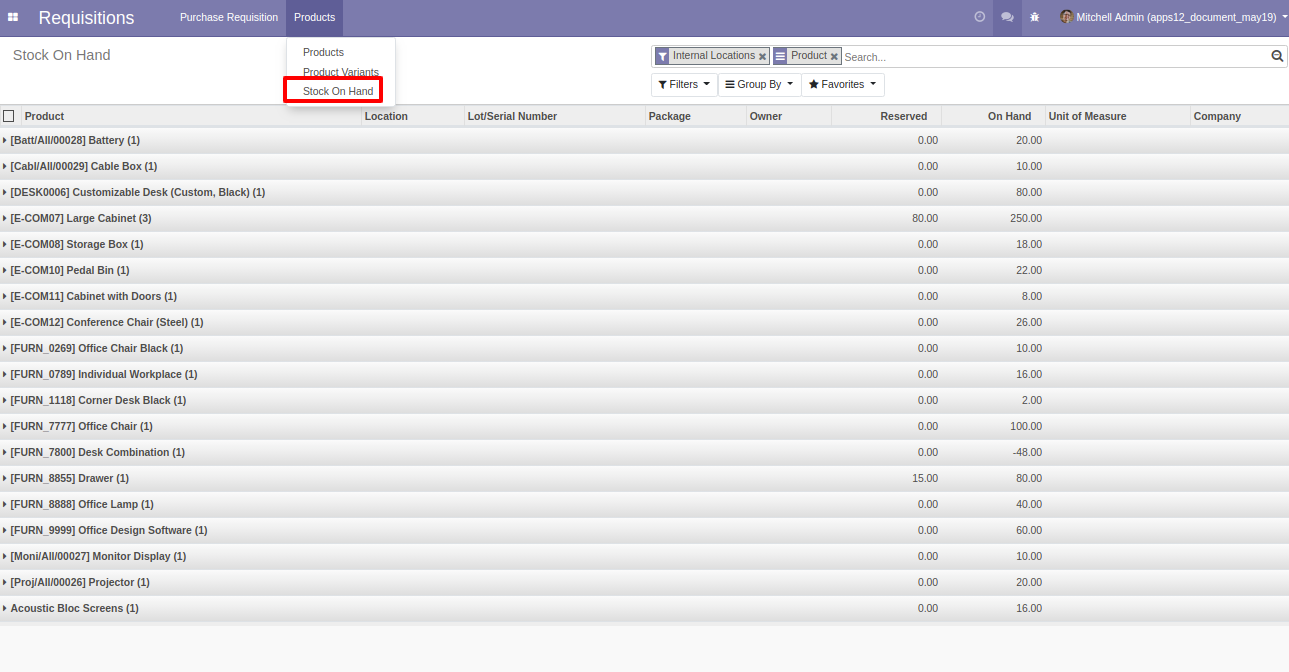 Requisitions Purchase Requisition Products Mitchell Admin (apps12_document_may19)
Products
Product Variants
Stock On Hand
Stock On Hand
Internal Locations Product Search...
Filters Group By Favorites
Product Location Lot/Serial Number Package Owner Reserved On Hand Unit of Measure Company
[Batt/All/00028] Battery (1) 0.00 20.00
[Cabl/All/00029] Cable Box (1) 0.00 10.00
[DESK0006] Customizable Desk (Custom, Black) (1) 0.00 80.00
[E-COM07] Large Cabinet (3) 80.00 250.00
[E-COM08] Storage Box (1) 0.00 18.00
[E-COM10] Pedal Bin (1) 0.00 22.00
[E-COM11] Cabinet with Doors (1) 0.00 8.00
[E-COM12] Conference Chair (Steel) (1) 0.00 26.00
[FURN_0269] Office Chair Black (1) 0.00 10.00
[FURN_0789] Individual Workplace (1) 0.00 16.00
[FURN_1118] Corner Desk Black (1) 0.00 2.00
[FURN_7777] Office Chair (1) 0.00 100.00
[FURN_7800] Desk Combination (1) 0.00 -48.00
[FURN_8855] Drawer (1) 15.00 80.00
[FURN_8888] Office Lamp (1) 0.00 40.00
[FURN_9999] Office Design Software (1) 0.00 60.00
[Moni/All/00027] Monitor Display (1) 0.00 10.00
[Proj/All/00026] Projector (1) 0.00 20.00
Acoustic Bloc Screens (1) 0.00 16.00